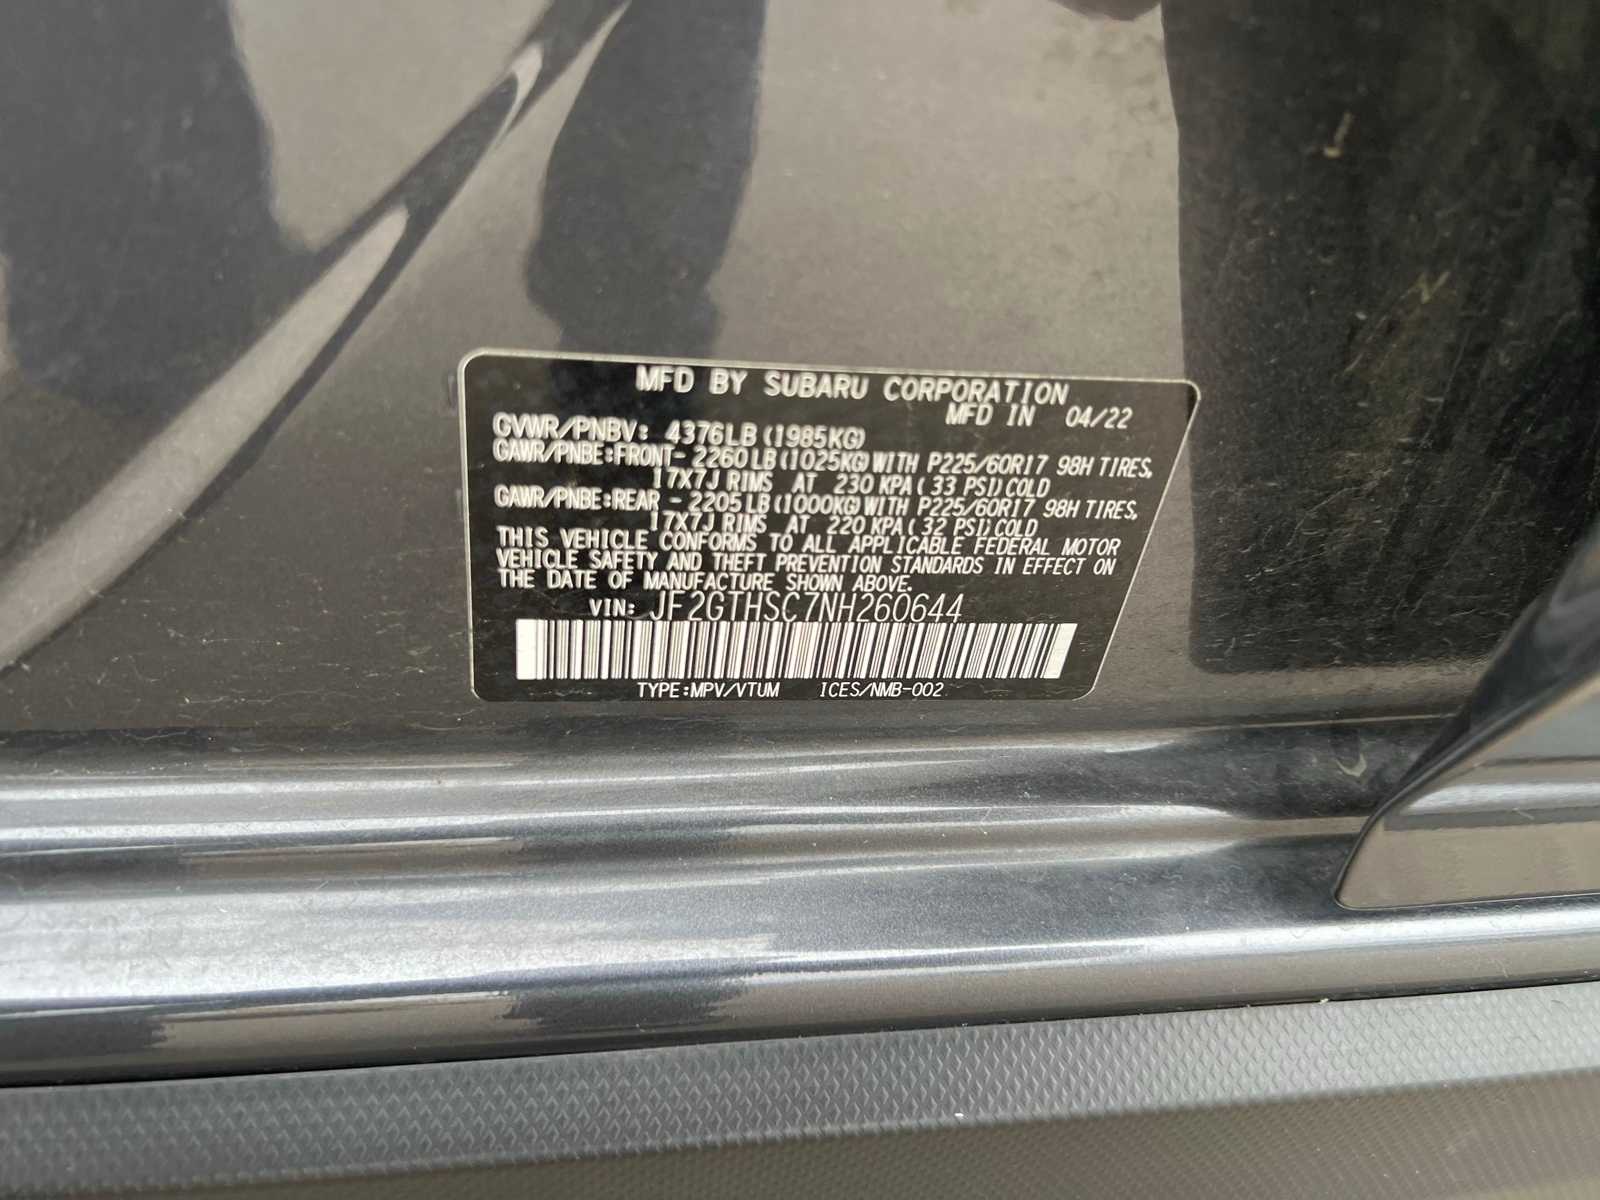 MFD BY SUBARU CORPORATION
MFD IN 04/22
GVWR/PNBV: 4376LB(1985KG)
GAWR/PNBE:FRONT- 2260LB(1025KG)WITH P225/60R17 98H TIRES,
17X7J RIMS AT 230 KPA( 33 PSI)COLD
GAWR/PNBE:REAR - 2205LB(1000KG)WITH P225/60R17 98H TIRES,
17X7J RIMS AT 220 KPA( 32 PSI)COLD
THIS VEHICLE CONFORMS TO ALL APPLICABLE FEDERAL MOTOR
VEHICLE SAFETY AND THEFT PREVENTION STANDARDS IN EFFECT ON
THE DATE OF MANUFACTURE SHOWN ABOVE.
VIN: JF2GTHSC7NH260644
TYPE:MPV/VTUM ICES/NMB-002